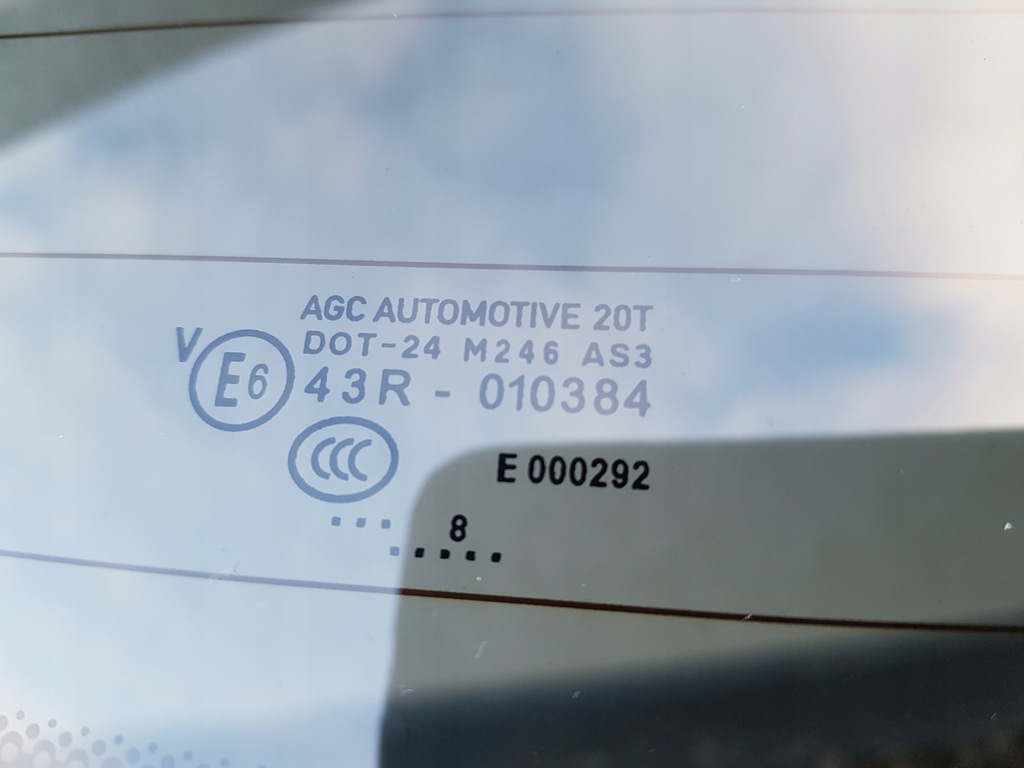 AGC AUTOMOTIVE 20T
DOT-24 M246 AS3
V E6 43R - 010384
CCC
E 000292
... 8
.....